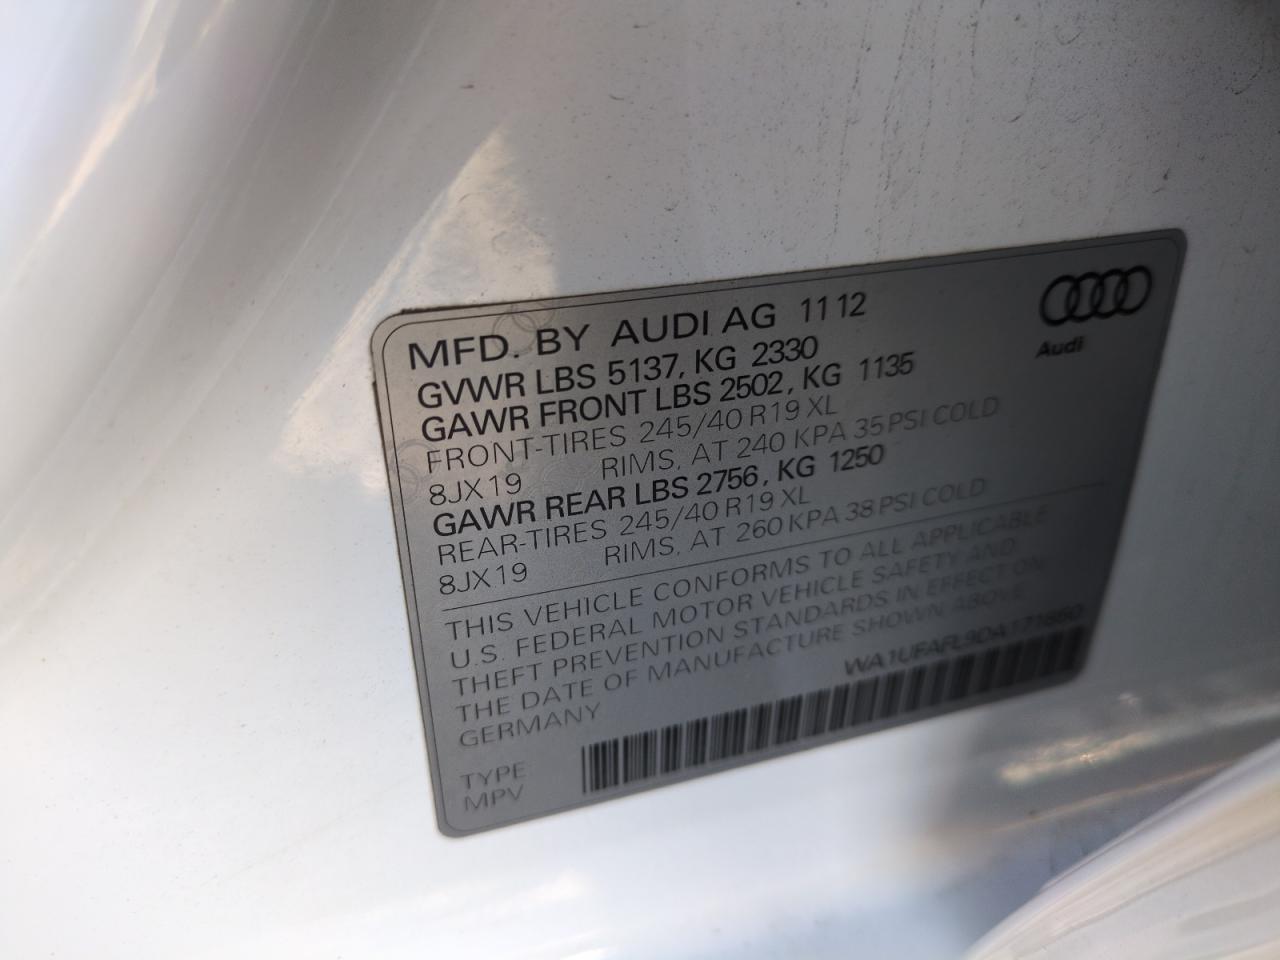 MFD. BY AUDI AG 11 12
GVWR LBS 5137, KG 2330
GAWR FRONT LBS 2502, KG 1135
FRONT-TIRES 245/40 R19 XL
8JX19 RIMS, AT 240 KPA 35 PSI COLD
GAWR REAR LBS 2756, KG 1250
REAR-TIRES 245/40 R19 XL
8JX19 RIMS, AT 260 KPA 38 PSI COLD
THIS VEHICLE CONFORMS TO ALL APPLICABLE
U.S. FEDERAL MOTOR VEHICLE SAFETY AND
THEFT PREVENTION STANDARDS IN EFFECT ON
THE DATE OF MANUFACTURE SHOWN ABOVE
GERMANY
WA1UFAFL9DA171860
TYPE
MPV
Audi